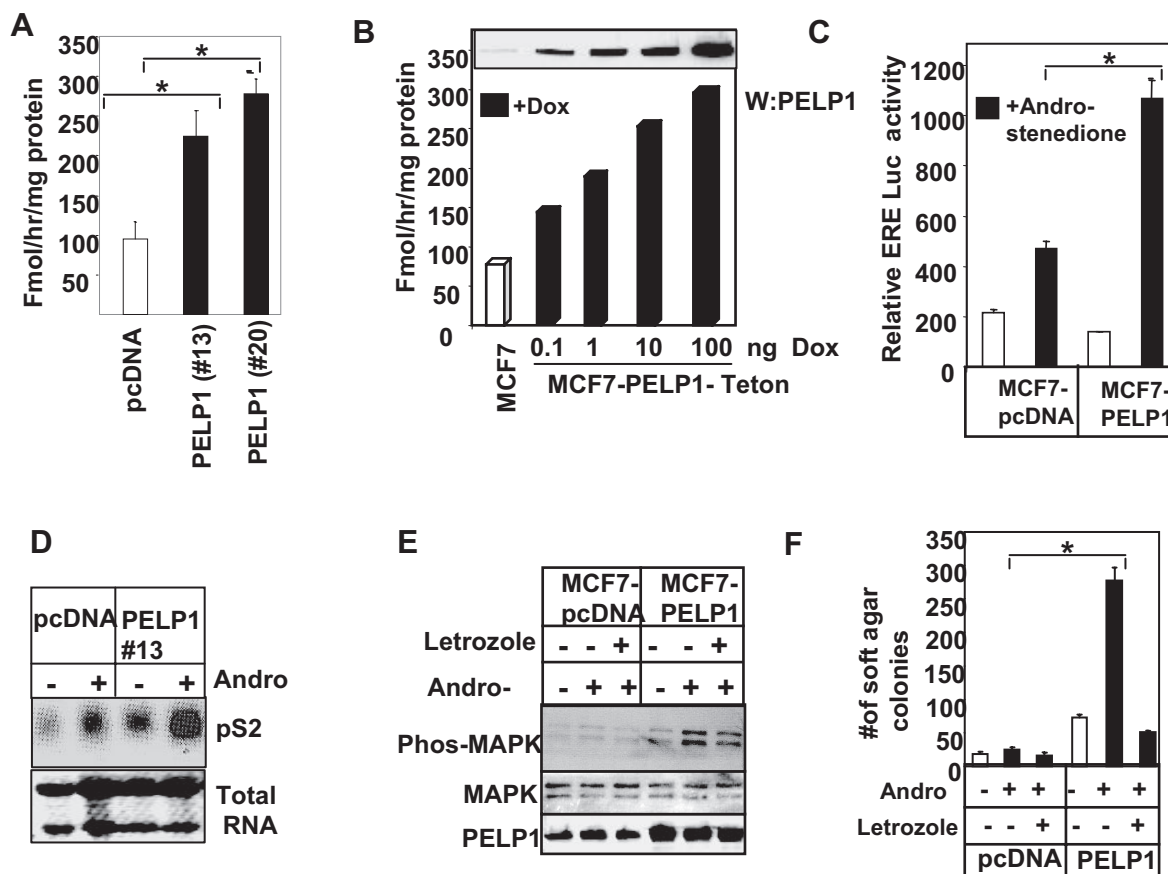 A
350
300
250
200
150
100
50
Fmol/hr/mg protein
*
*
pcDNA
PELP1 (#13)
PELP1 (#20)
B
350
300
250
200
150
100
50
0
Fmol/hr/mg protein
+Dox
W:PELP1
MCF7
0.1 1 10 100 ng Dox
MCF7-PELP1- Teton
C
1200
1000
800
600
400
200
0
Relative ERE Luc activity
*
+Andro-
stenedione
MCF7-
pcDNA
MCF7-
PELP1
D
pcDNA PELP1
#13
- + - + Andro
pS2
Total
RNA
E
MCF7-
pcDNA
MCF7-
PELP1
Letrozole - - + - - +
Andro- - + + - + +
Phos-MAPK
MAPK
PELP1
F
350
300
250
200
150
100
50
0
#of soft agar
colonies
*
Andro - + + - + +
Letrozole - - + - - +
pcDNA PELP1